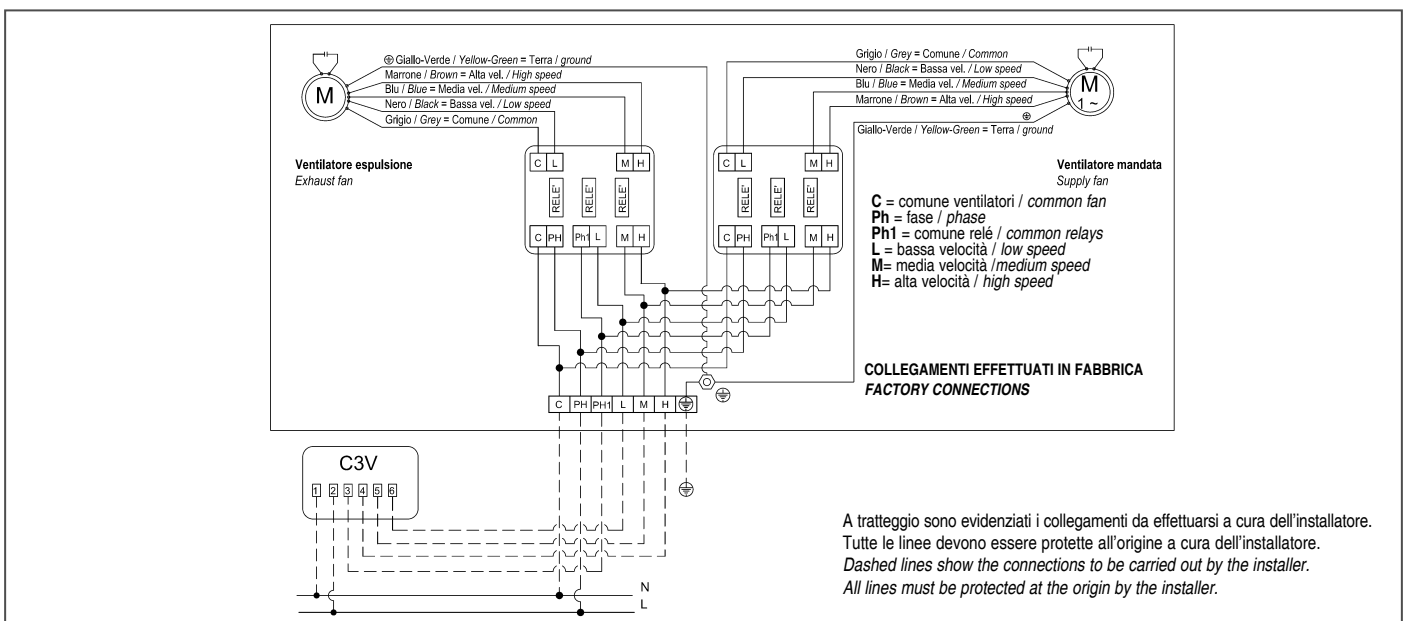 ⏚ Giallo-Verde / Yellow-Green = Terra / ground
Marrone / Brown = Alta vel. / High speed
Blu / Blue = Media vel. / Medium speed
Nero / Black = Bassa vel. / Low speed
Grigio / Grey = Comune / Common
M
Ventilatore espulsione
Exhaust fan
Grigio / Grey = Comune / Common
Nero / Black = Bassa vel. / Low speed
Blu / Blue = Media vel. / Medium speed
Marrone / Brown = Alta vel. / High speed
Giallo-Verde / Yellow-Green = Terra / ground
M
1 ~
Ventilatore mandata
Supply fan
C L M H
RELE' RELE' RELE'
C PH Ph1 L M H
C L M H
RELE' RELE' RELE'
C PH Ph1 L M H
C = comune ventilatori / common fan
Ph = fase / phase
Ph1 = comune relé / common relays
L = bassa velocità / low speed
M= media velocità /medium speed
H= alta velocità / high speed
COLLEGAMENTI EFFETTUATI IN FABBRICA
FACTORY CONNECTIONS
C PH PH1 L M H
C3V
1 2 3 4 5 6
N
L
A tratteggio sono evidenziati i collegamenti da effettuarsi a cura dell'installatore.
Tutte le linee devono essere protette all'origine a cura dell'installatore.
Dashed lines show the connections to be carried out by the installer.
All lines must be protected at the origin by the installer.